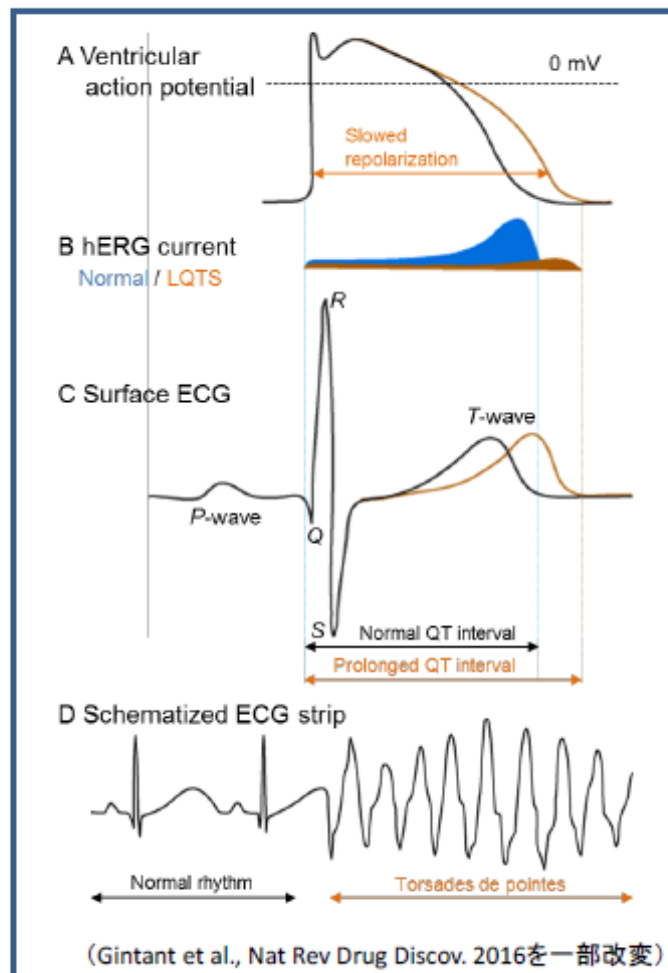 A Ventricular
action potential
0 mV
Slowed
repolarization
B hERG current
Normal / LQTS
R
C Surface ECG
T-wave
P-wave
Q
S
Normal QT interval
Prolonged QT interval
D Schematized ECG strip
Normal rhythm
Torsades de pointes
（Gintant et al., Nat Rev Drug Discov. 2016を一部改変）